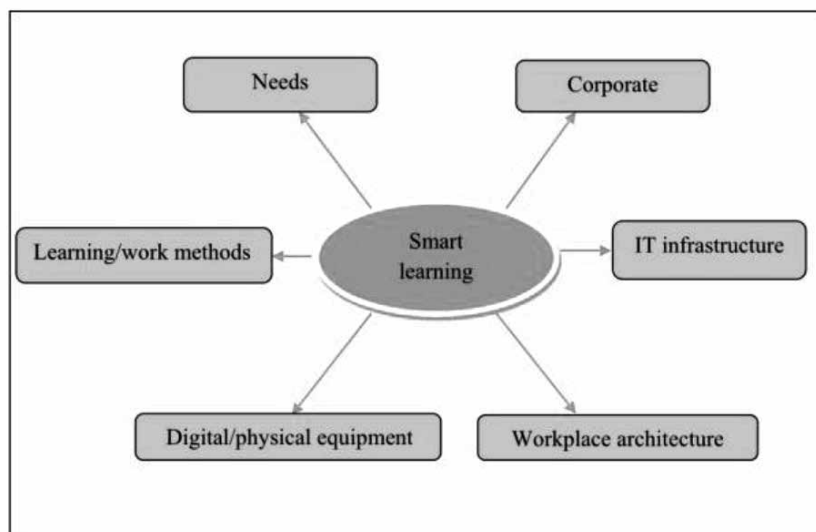 Needs
Corporate
Learning/work methods
Smart
learning
IT infrastructure
Digital/physical equipment
Workplace architecture